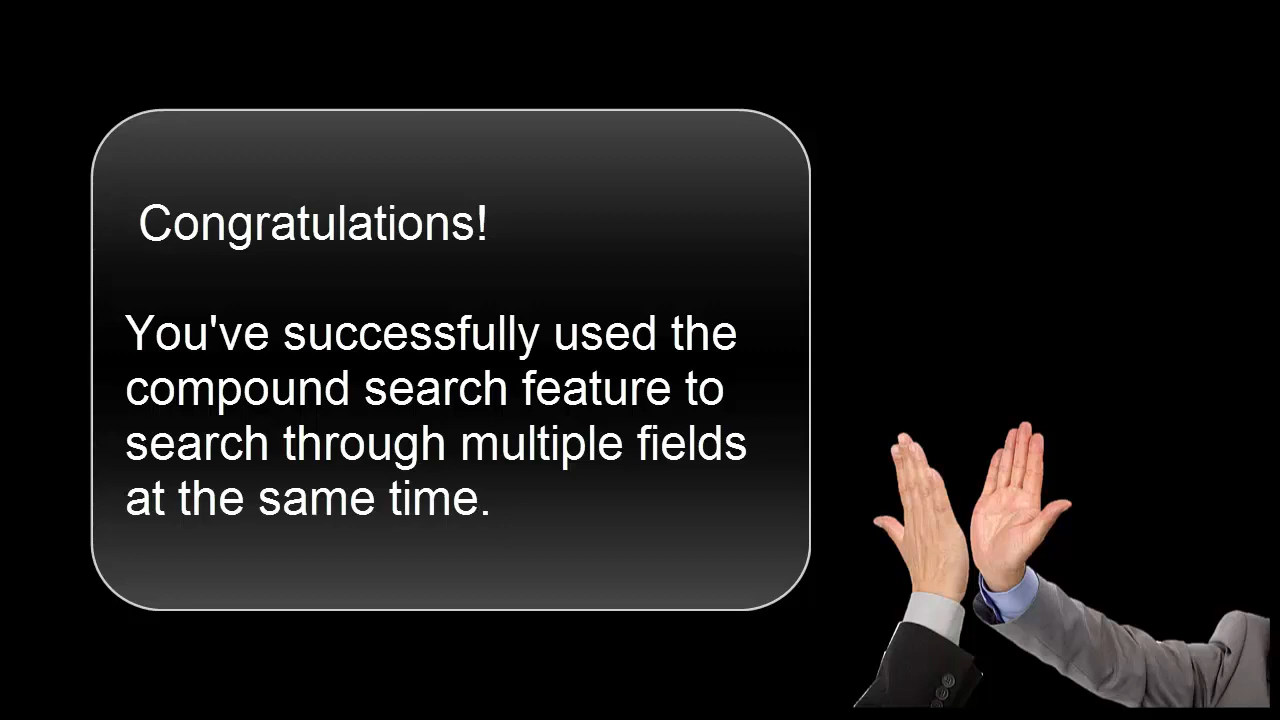 Congratulations!
You've successfully used the
compound search feature to
search through multiple fields
at the same time.